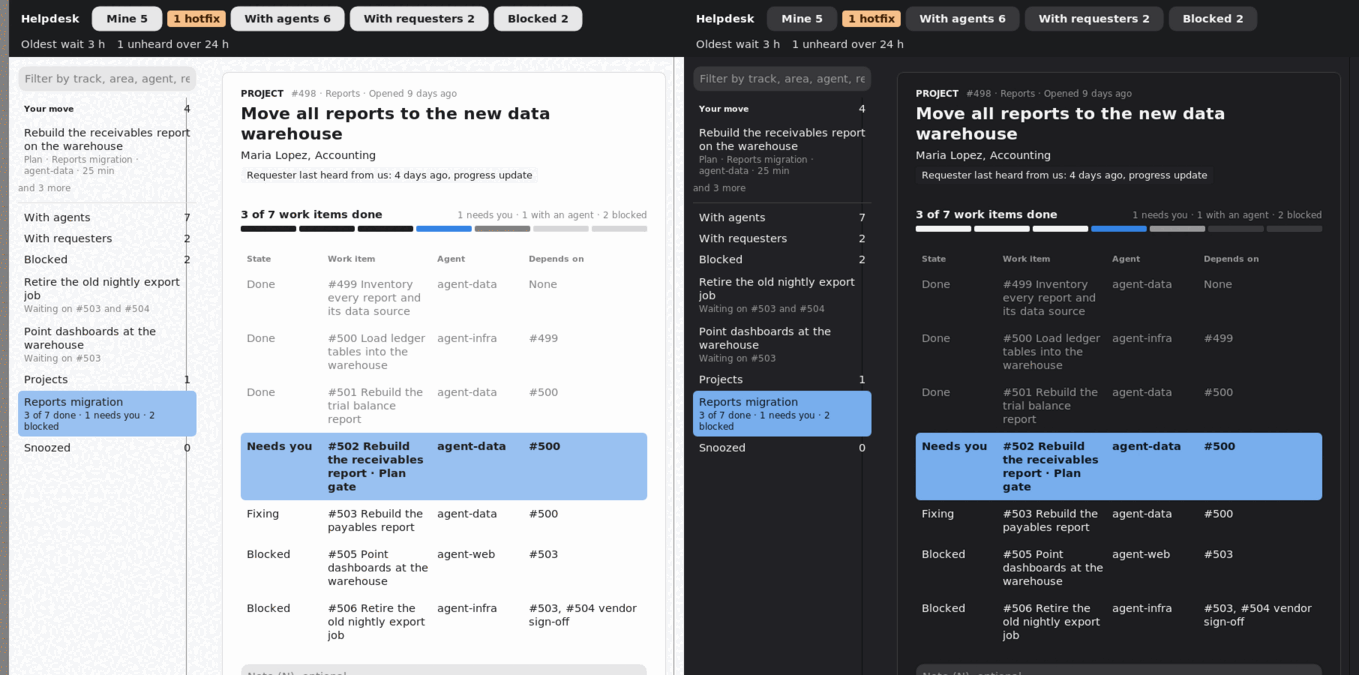 Helpdesk Mine 5 1 hotfix With agents 6 With requesters 2 Blocked 2
Oldest wait 3 h 1 unheard over 24 h
Filter by track, area, agent, re
Your move 4
Rebuild the receivables report
on the warehouse
Plan · Reports migration ·
agent-data · 25 min
and 3 more
With agents 7
With requesters 2
Blocked 2
Retire the old nightly export
job
Waiting on #503 and #504
Point dashboards at the
warehouse
Waiting on #503
Projects 1
Reports migration
3 of 7 done · 1 needs you · 2
blocked
Snoozed 0
PROJECT #498 · Reports · Opened 9 days ago
Move all reports to the new data
warehouse
Maria Lopez, Accounting
Requester last heard from us: 4 days ago, progress update
3 of 7 work items done 1 needs you · 1 with an agent · 2 blocked
State Work item Agent Depends on
Done #499 Inventory agent-data None
every report and
its data source
Done #500 Load ledger agent-infra #499
tables into the
warehouse
Done #501 Rebuild the agent-data #500
trial balance
report
Needs you #502 Rebuild agent-data #500
the receivables
report · Plan
gate
Fixing #503 Rebuild the agent-data #500
payables report
Blocked #505 Point agent-web #503
dashboards at the
warehouse
Blocked #506 Retire the agent-infra #503, #504 vendor
old nightly export sign-off
job
Note (N), optional
Helpdesk Mine 5 1 hotfix With agents 6 With requesters 2 Blocked 2
Oldest wait 3 h 1 unheard over 24 h
Filter by track, area, agent, re
Your move 4
Rebuild the receivables report
on the warehouse
Plan · Reports migration ·
agent-data · 25 min
and 3 more
With agents 7
With requesters 2
Blocked 2
Retire the old nightly export
job
Waiting on #503 and #504
Point dashboards at the
warehouse
Waiting on #503
Projects 1
Reports migration
3 of 7 done · 1 needs you · 2
blocked
Snoozed 0
PROJECT #498 · Reports · Opened 9 days ago
Move all reports to the new data
warehouse
Maria Lopez, Accounting
Requester last heard from us: 4 days ago, progress update
3 of 7 work items done 1 needs you · 1 with an agent · 2 blocked
State Work item Agent Depends on
Done #499 Inventory agent-data None
every report and
its data source
Done #500 Load ledger agent-infra #499
tables into the
warehouse
Done #501 Rebuild the agent-data #500
trial balance
report
Needs you #502 Rebuild agent-data #500
the receivables
report · Plan
gate
Fixing #503 Rebuild the agent-data #500
payables report
Blocked #505 Point agent-web #503
dashboards at the
warehouse
Blocked #506 Retire the agent-infra #503, #504 vendor
old nightly export sign-off
job
Note (N), optional